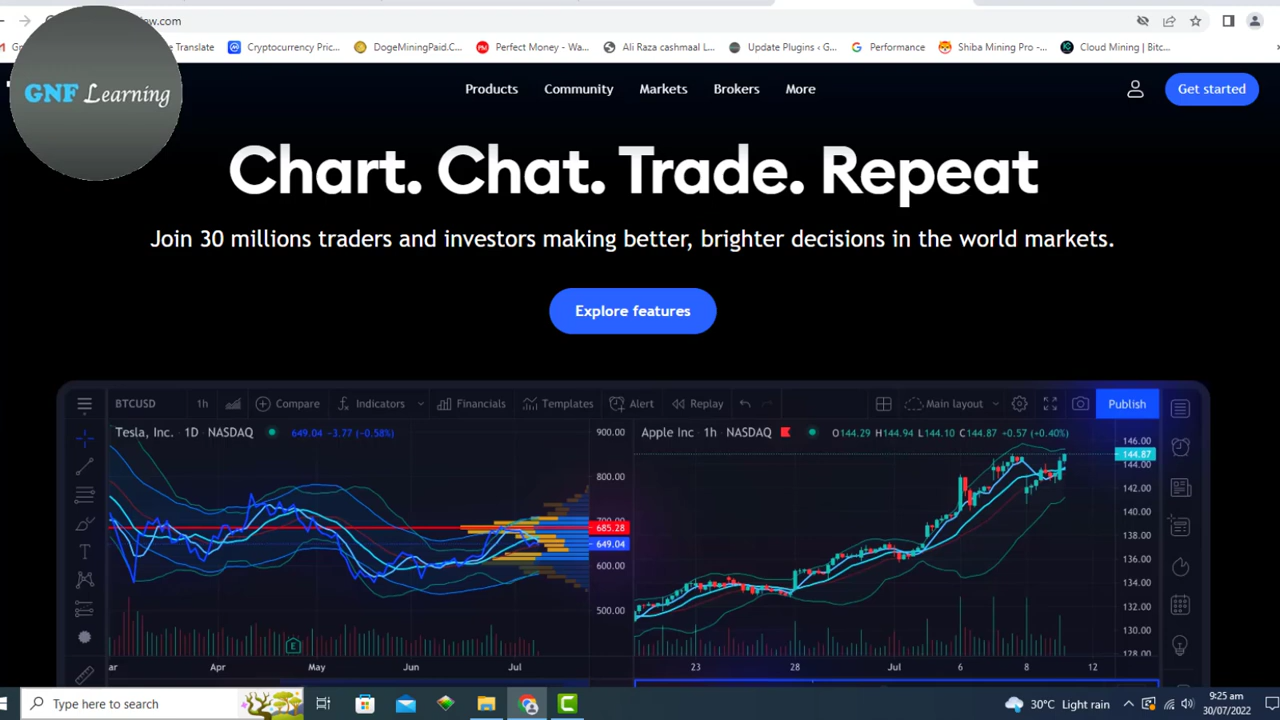 ow.com
Translate
Cryptocurrency Pric...
DogeMiningPaid.C...
Perfect Money - Wa...
Ali Raza cashmaal L...
Update Plugins ‹ G...
Performance
Shiba Mining Pro -...
Cloud Mining | Bitc...
GNF Learning
Products
Community
Markets
Brokers
More
Get started
Chart. Chat. Trade. Repeat
Join 30 millions traders and investors making better, brighter decisions in the world markets.
Explore features
BTCUSD 1h Compare Indicators Financials Templates Alert Replay Main layout Publish
Tesla, Inc. 1D NASDAQ 649.04 -3.77 (-0.58%)
900.00
800.00
700.00
685.28
649.04
600.00
500.00
E
Apr May Jun Jul
Apple Inc 1h NASDAQ O144.29 H144.94 L144.10 C144.87 +0.57 (+0.40%)
146.00
144.87
144.00
142.00
140.00
138.00
136.00
134.00
132.00
130.00
128.00
23 28 Jul 6 8 12
Type here to search
30°C Light rain
9:25 am
30/07/2022